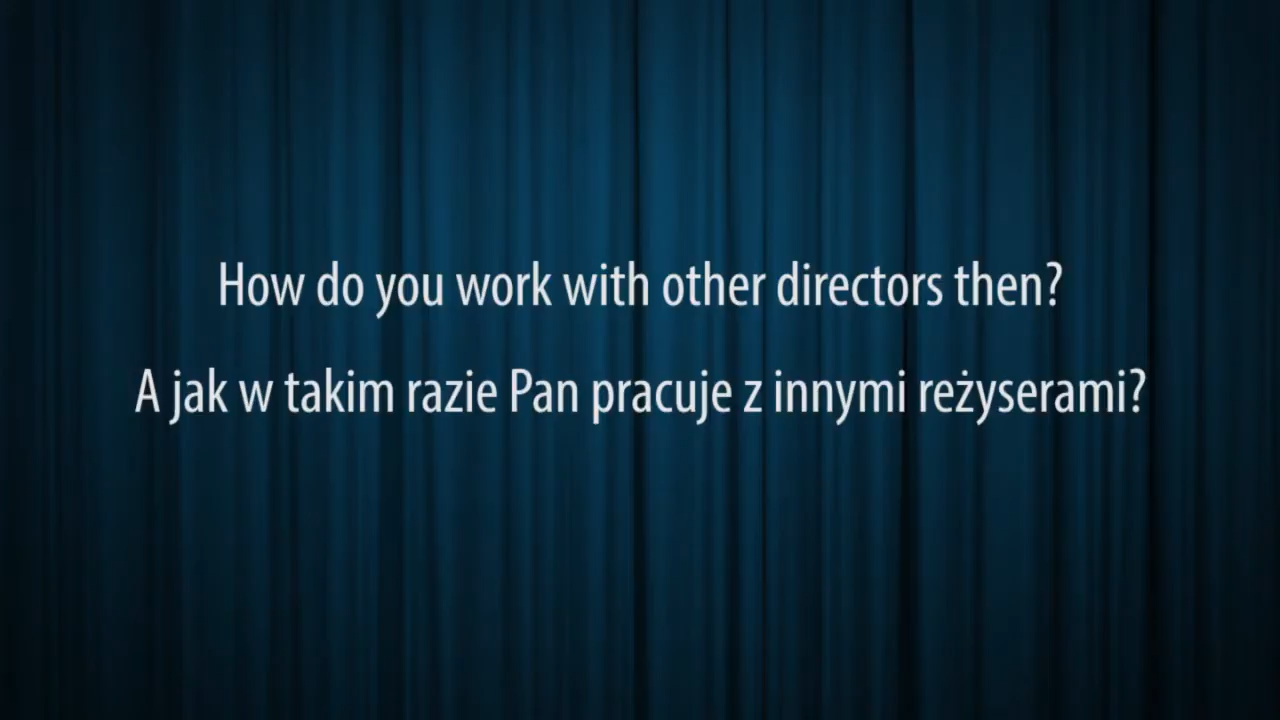 How do you work with other directors then?
A jak w takim razie Pan pracuje z innymi reżyserami?